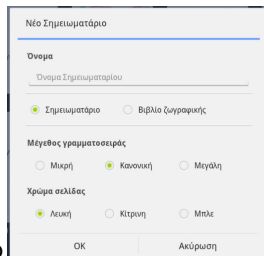 Νέο Σημειωματάριο
Όνομα
Όνομα Σημειωματαρίου
Σημειωματάριο Βιβλίο ζωγραφικής
Μέγεθος γραμματοσειράς
Μικρή Κανονική Μεγάλη
Χρώμα σελίδας
Λευκή Κίτρινη Μπλε
ΟΚ Ακύρωση